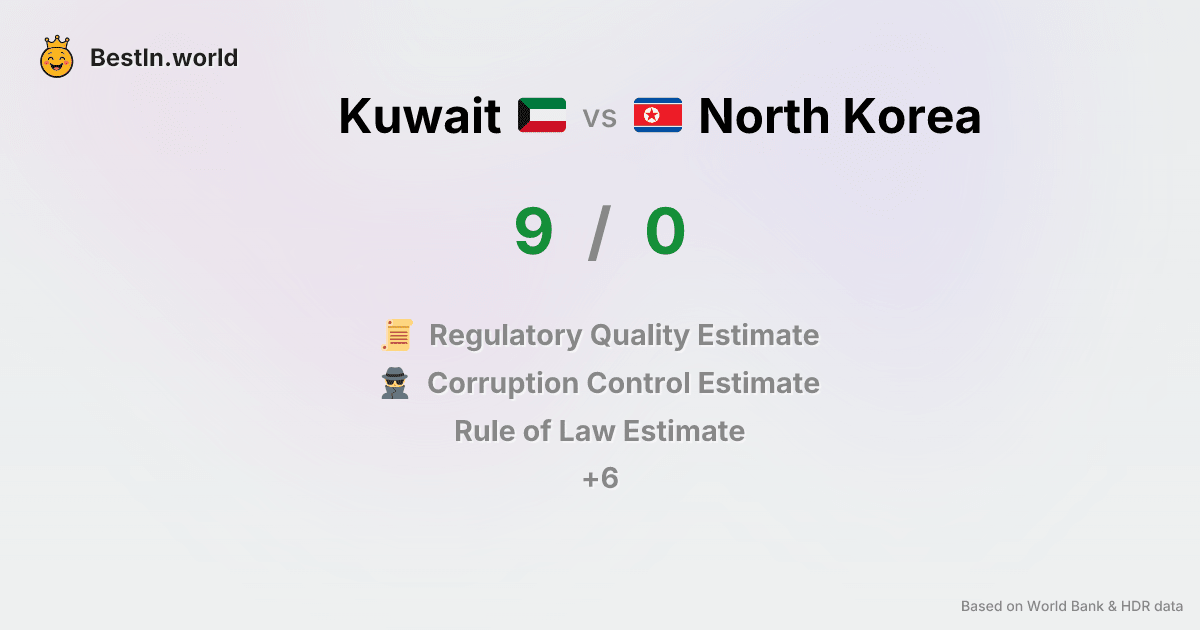 BestIn.world
Kuwait vs North Korea
9 / 0
Regulatory Quality Estimate
Corruption Control Estimate
Rule of Law Estimate
+6
Based on World Bank & HDR data